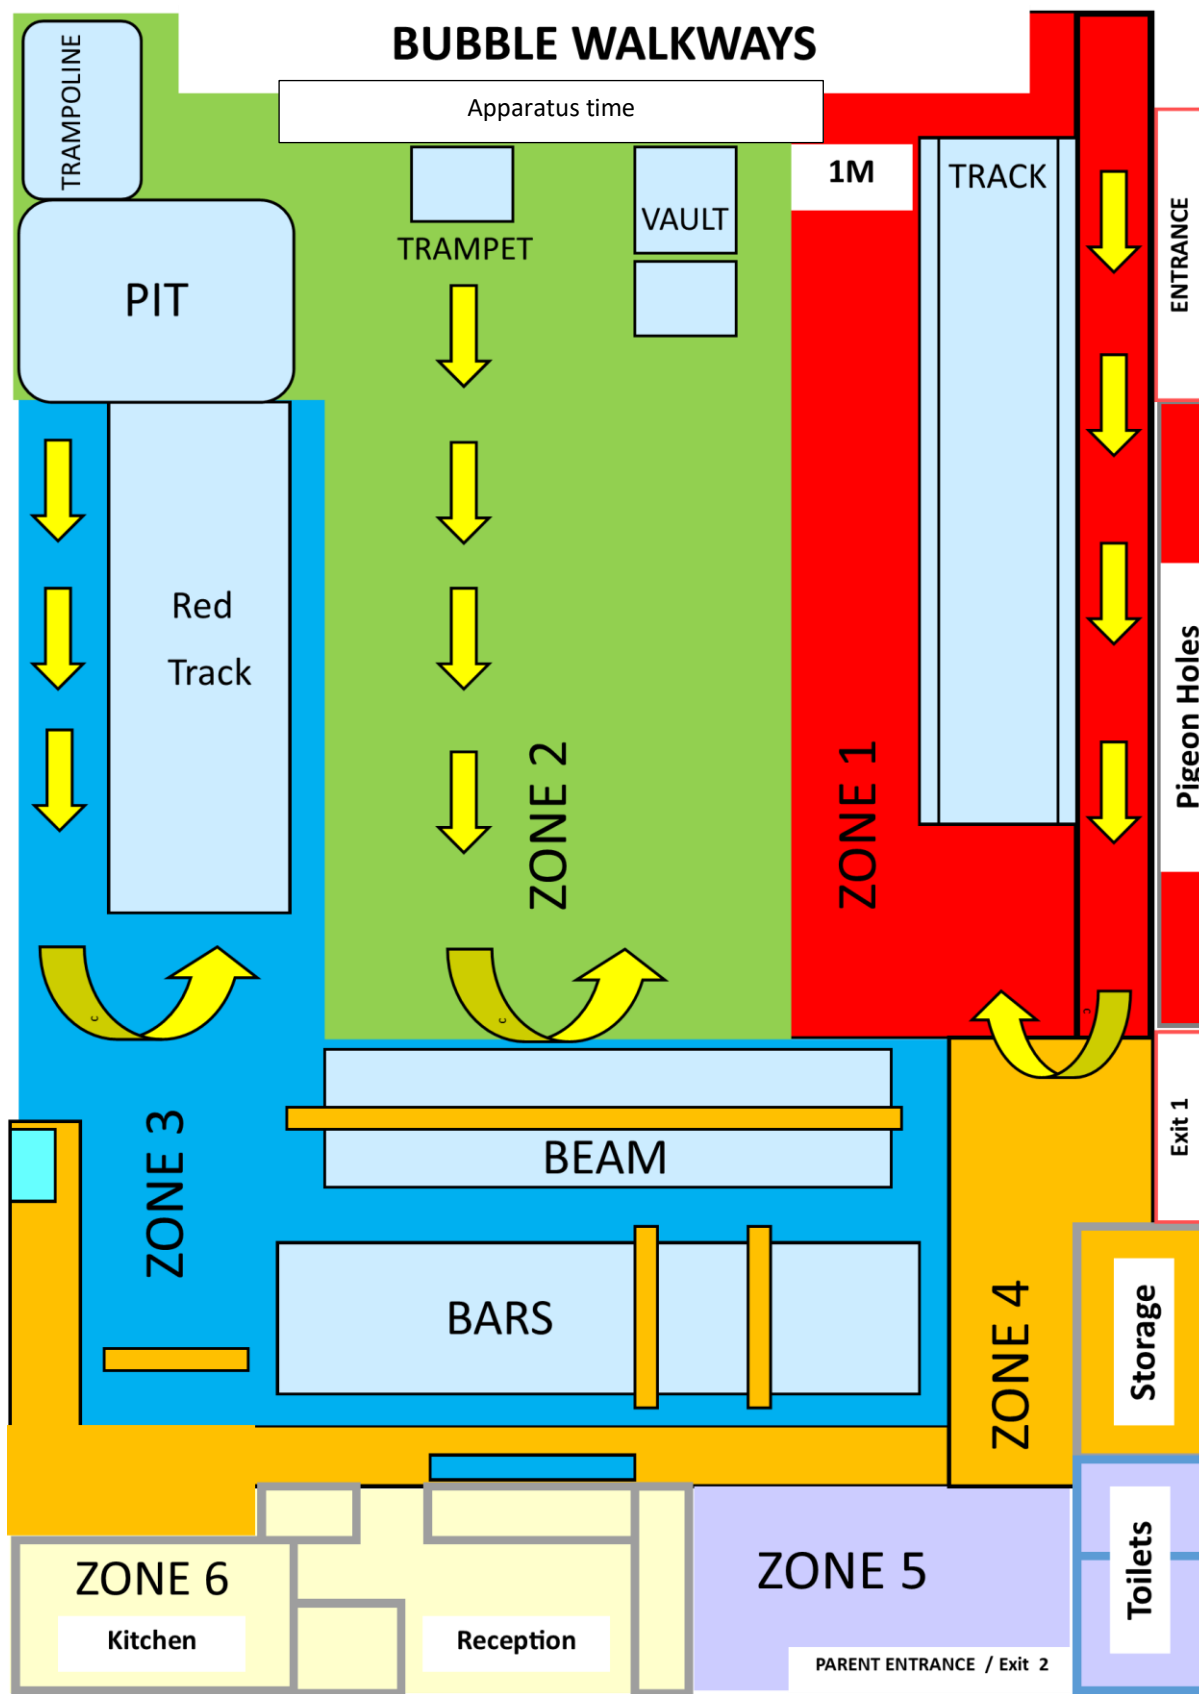 BUBBLE WALKWAYS
Apparatus time
TRAMPOLINE
1M
TRACK
VAULT
TRAMPET
ENTRANCE
PIT
Red
Track
Pigeon Holes
ZONE 2
ZONE 1
C
C
C
ZONE 3
BEAM
Exit 1
BARS
ZONE 4
Storage
ZONE 6
ZONE 5
Toilets
Kitchen
Reception
PARENT ENTRANCE / Exit 2